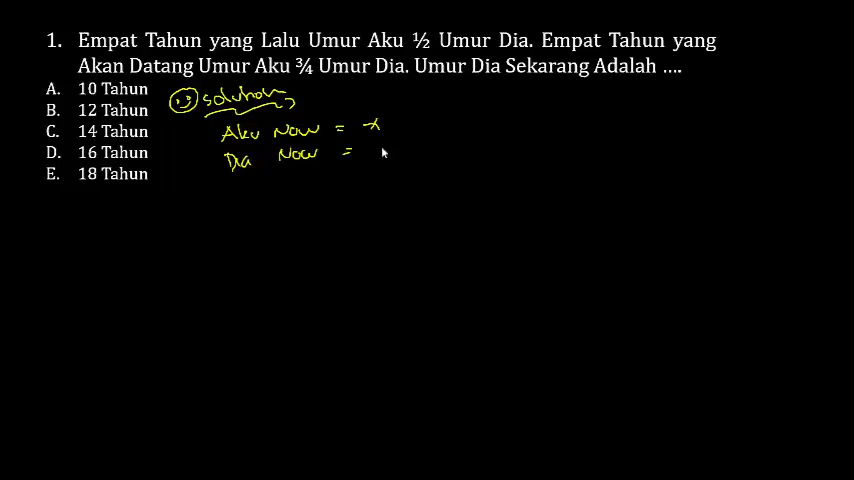 1. Empat Tahun yang Lalu Umur Aku ½ Umur Dia. Empat Tahun yang
Akan Datang Umur Aku ¾ Umur Dia. Umur Dia Sekarang Adalah ....
A. 10 Tahun
B. 12 Tahun
C. 14 Tahun
D. 16 Tahun
E. 18 Tahun
Solution
Aku Now = x
Dia Now =